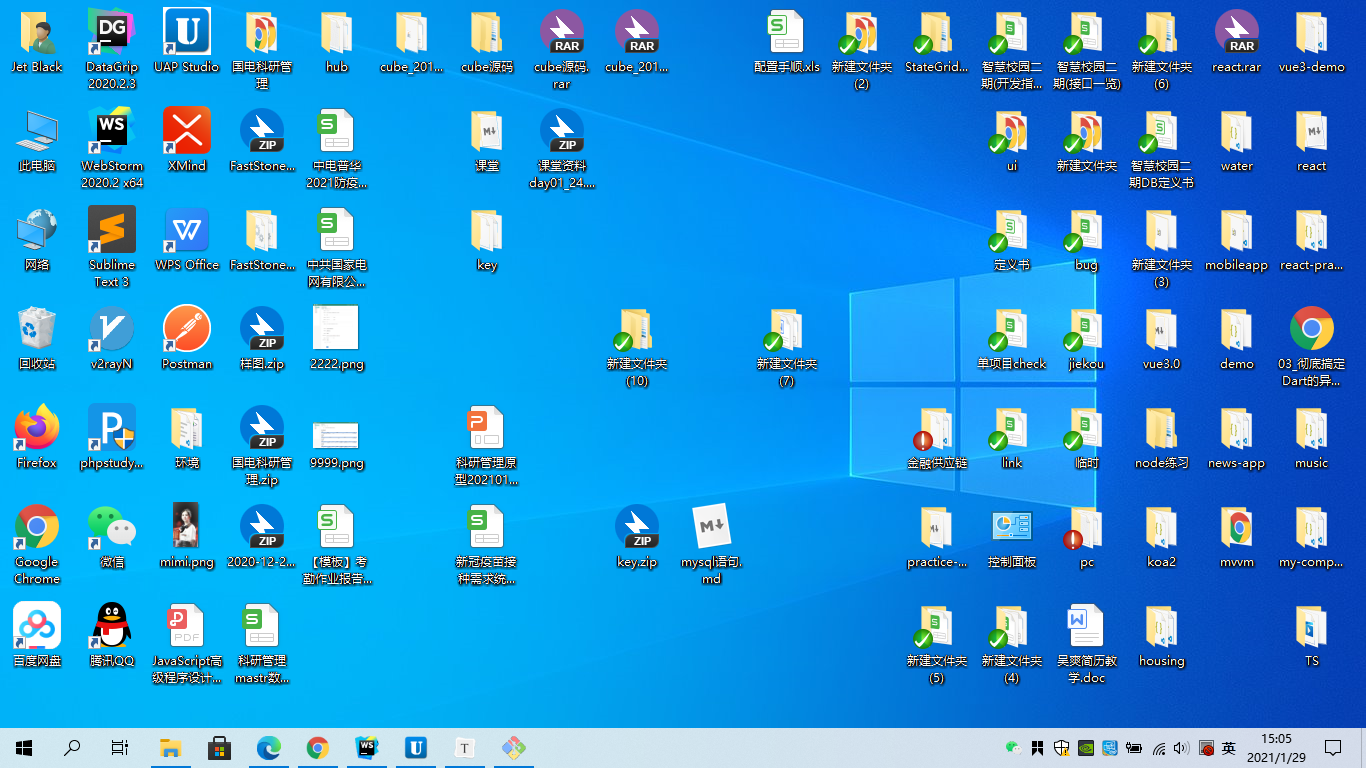 Jet Black
DataGrip
2020.2.3
UAP Studio
国电科研管
理
hub
cube_201...
cube源码
cube源码.
rar
cube_201...
配置手顺.xls
新建文件夹
(2)
StateGrid...
智慧校园二
期(开发指...
智慧校园二
期(接口一览)
新建文件夹
(6)
react.rar
vue3-demo
此电脑
WebStorm
2020.2 x64
XMind
FastStone...
中电普华
2021防疫...
课堂
课堂资料
day01_24....
ui
新建文件夹
智慧校园二
期DB定义书
water
react
网络
Sublime
Text 3
WPS Office
FastStone...
中共国家电
网有限公...
key
定义书
bug
新建文件夹
(3)
mobileapp
react-pra...
回收站
v2rayN
Postman
样图.zip
2222.png
新建文件夹
(10)
新建文件夹
(7)
单项目check
jiekou
vue3.0
demo
03_彻底搞定
Dart的异...
Firefox
phpstudy...
环境
国电科研管
理.zip
9999.png
科研管理原
型202101...
金融供应链
link
临时
node练习
news-app
music
Google
Chrome
微信
mimi.png
2020-12-2...
【模板】考
勤作业报告...
新冠疫苗接
种需求统...
key.zip
mysql语句.
md
practice-...
控制面板
pc
koa2
mvvm
my-comp...
百度网盘
腾讯QQ
JavaScript高
级程序设计...
科研管理
mastr数...
新建文件夹
(5)
新建文件夹
(4)
吴爽简历教
学.doc
housing
TS
英
15:05
2021/1/29